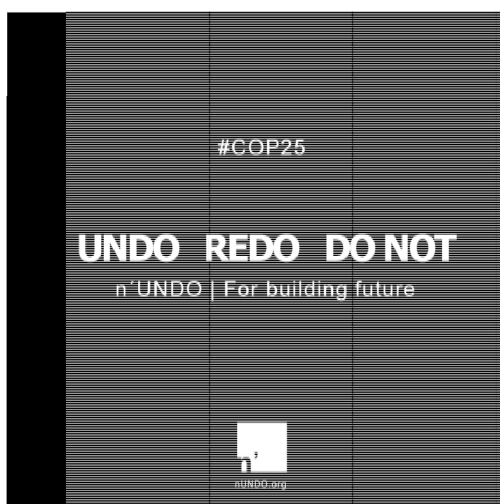 #COP25
UNDO REDO DO NOT
n´UNDO | For building future
n’
nUNDO.org